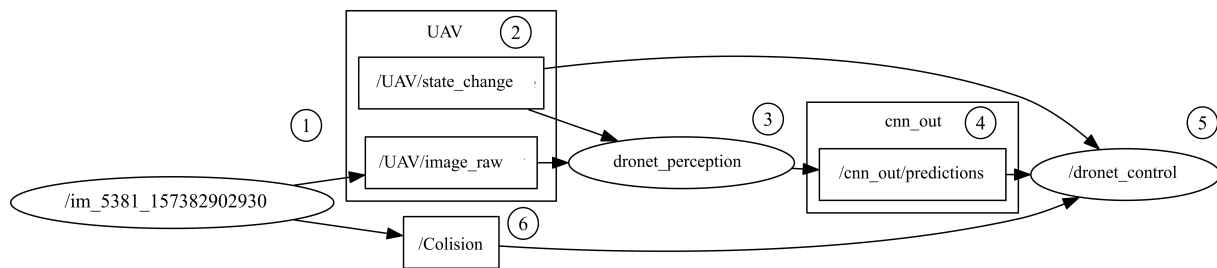 UAV
2
/UAV/state_change
1
/UAV/image_raw
/im_5381_157382902930
dronet_perception
3
cnn_out
4
/cnn_out/predictions
5
/dronet_control
/Colision
6